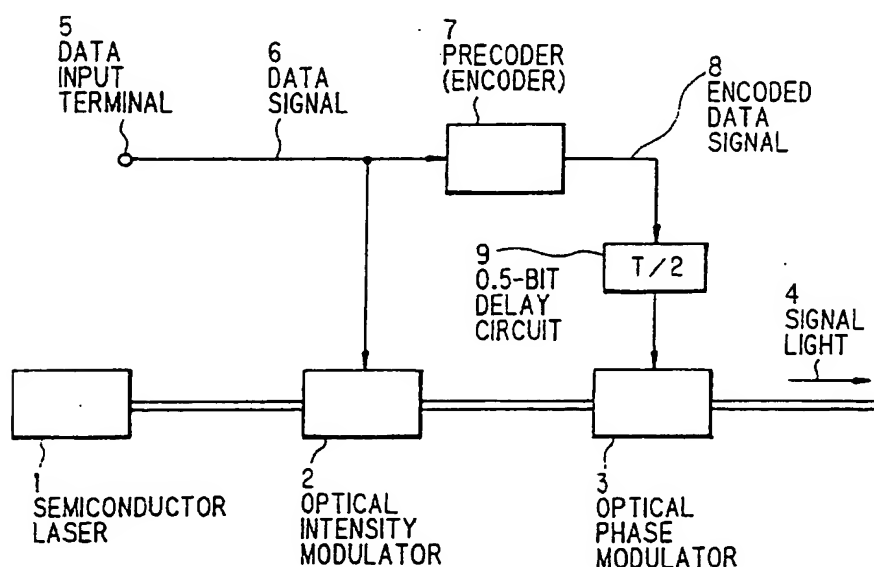 5
DATA
INPUT
TERMINAL
6
DATA
SIGNAL
7
PRECODER
(ENCODER)
8
ENCODED
DATA
SIGNAL
9
0.5-BIT
DELAY
CIRCUIT
T/2
4
SIGNAL
LIGHT
1
SEMICONDUCTOR
LASER
2
OPTICAL
INTENSITY
MODULATOR
3
OPTICAL
PHASE
MODULATOR